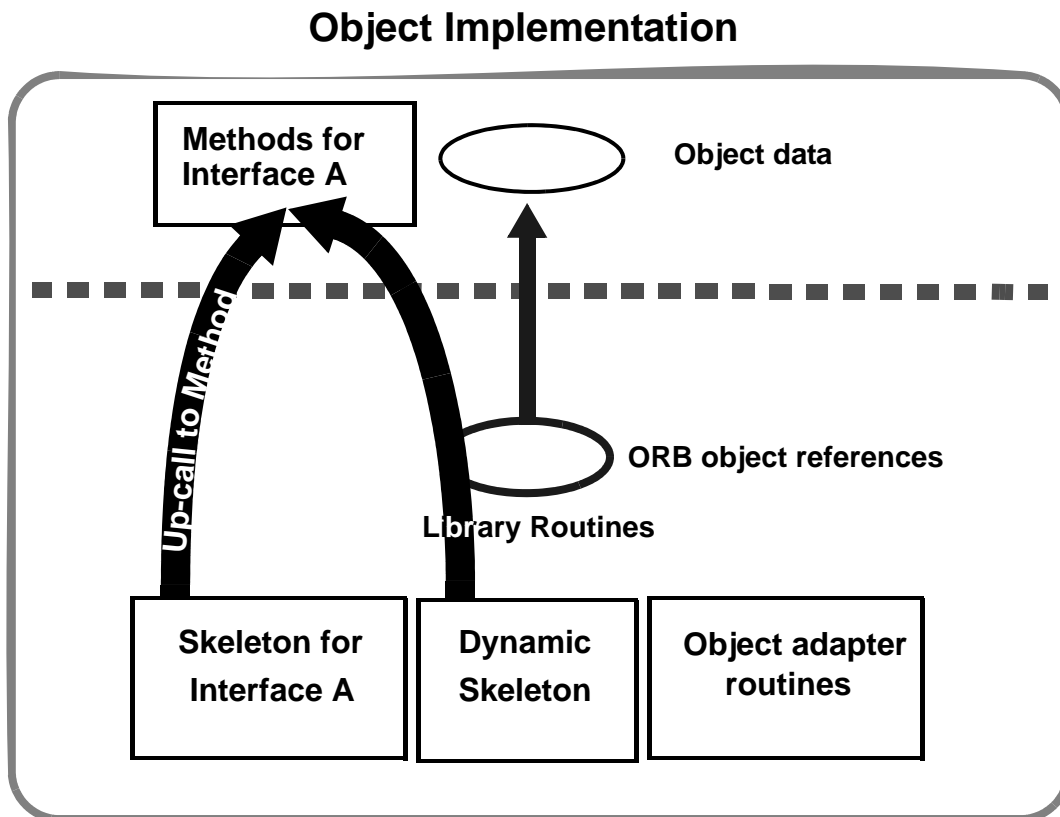 Object Implementation
Methods for
Interface A
Object data
Up-call to Method
ORB object references
Library Routines
Skeleton for
Interface A
Dynamic
Skeleton
Object adapter
routines